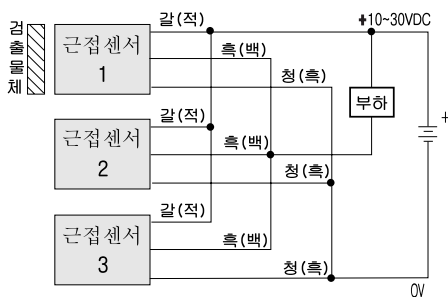 검출물체
근접센서
1
갈(적)
흑(백)
청(흑)
✚10~30VDC
부하
+
근접센서
2
갈(적)
흑(백)
청(흑)
근접센서
3
갈(적)
흑(백)
청(흑)
0V